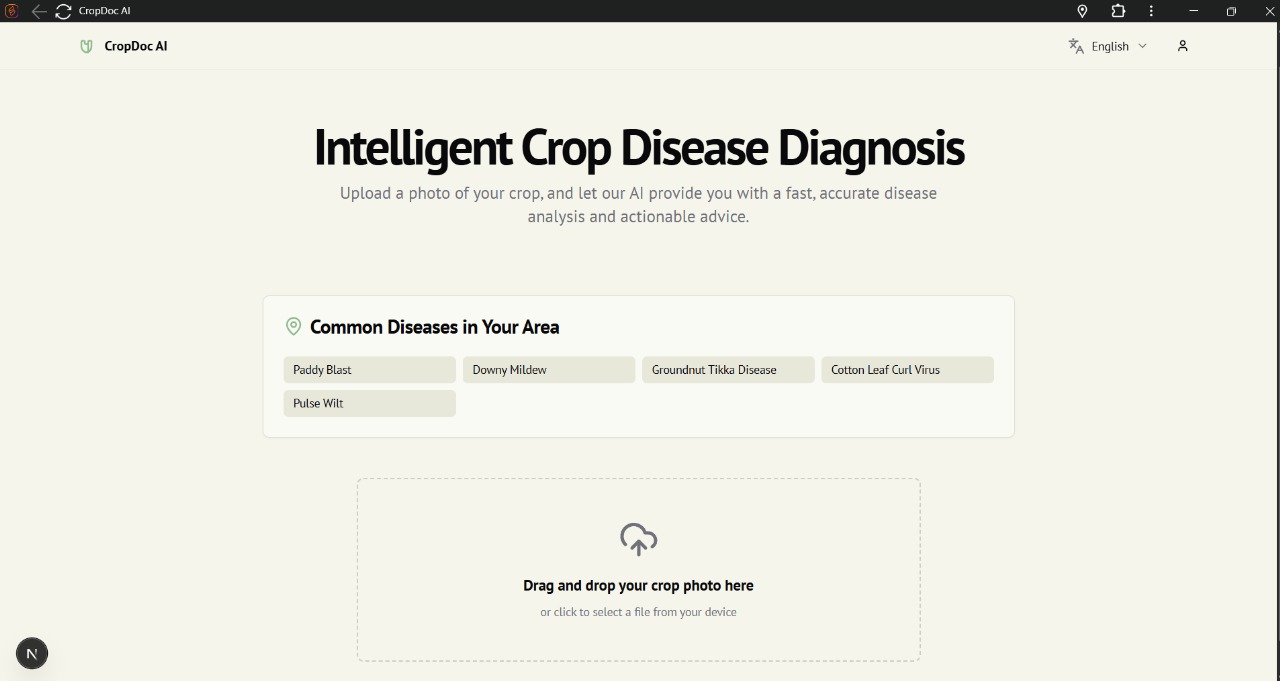 CropDoc AI
CropDoc AI
English
Intelligent Crop Disease Diagnosis
Upload a photo of your crop, and let our AI provide you with a fast, accurate disease
analysis and actionable advice.
Common Diseases in Your Area
Paddy Blast
Downy Mildew
Groundnut Tikka Disease
Cotton Leaf Curl Virus
Pulse Wilt
Drag and drop your crop photo here
or click to select a file from your device
N